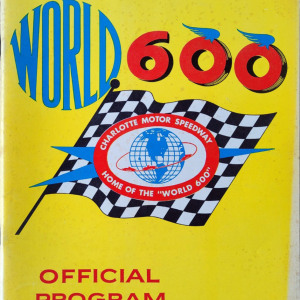 WORLD 600
CHARLOTTE MOTOR SPEEDWAY
HOME OF THE "WORLD 600"
OFFICIAL
PROGRAM